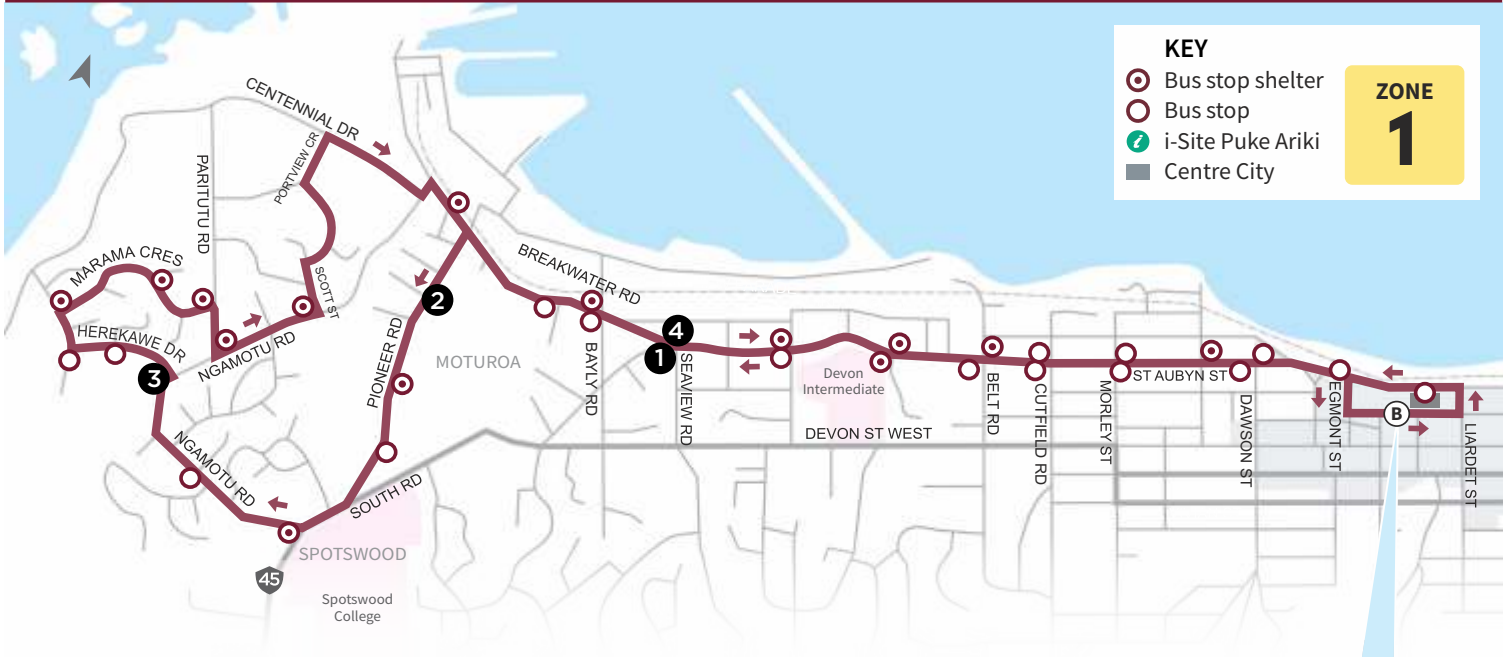 KEY
Bus stop shelter
Bus stop
i
i-Site Puke Ariki
Centre City
ZONE
1
CENTENNIAL DR
PORTVIEW CR
PARITUTU RD
MARAMA CRES
SCOTT ST
HEREKAWE DR
NGAMOTU RD
BREAKWATER RD
2
PIONEER RD
MOTUROA
3
4
1
BAYLY RD
SEAVIEW RD
Devon
Intermediate
BELT RD
CUTFIELD RD
MORLEY ST
ST AUBYN ST
DAWSON ST
EGMONT ST
B
LIARDET ST
DEVON ST WEST
NGAMOTU RD
SOUTH RD
SPOTSWOOD
45
Spotswood
College